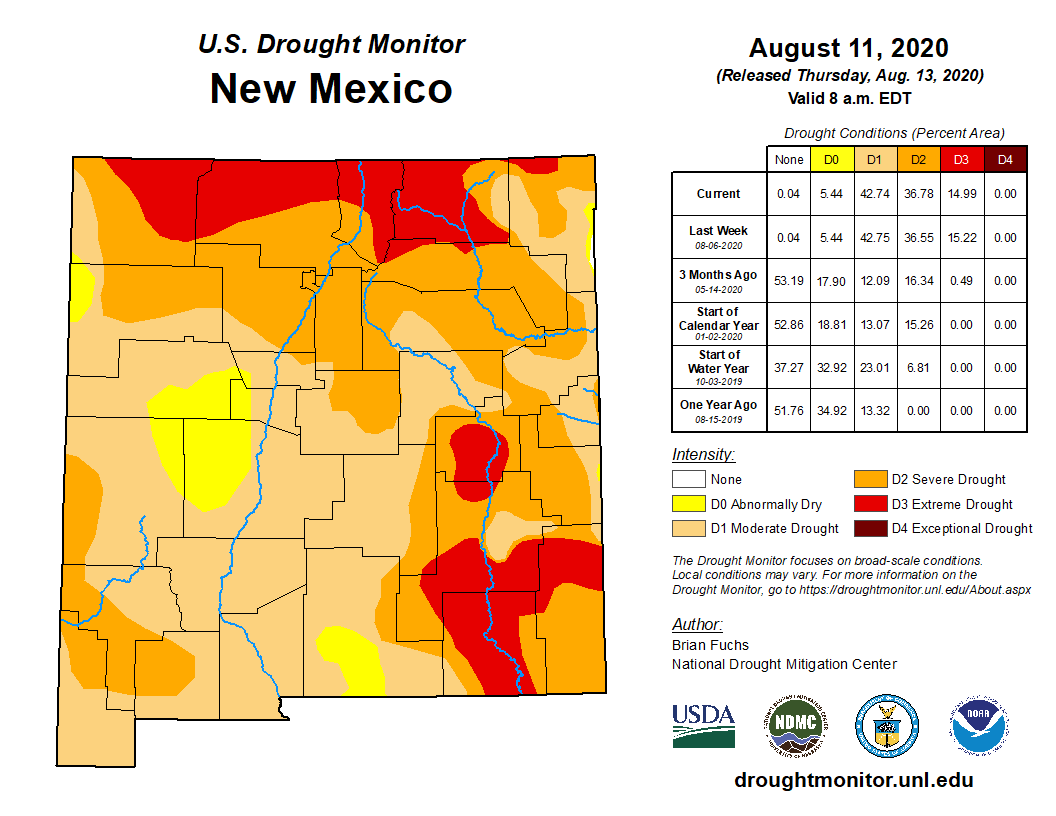 U.S. Drought Monitor
New Mexico
August 11, 2020
(Released Thursday, Aug. 13, 2020)
Valid 8 a.m. EDT
Drought Conditions (Percent Area)
None D0 D1 D2 D3 D4
Current 0.04 5.44 42.74 36.78 14.99 0.00
Last Week 0.04 5.44 42.75 36.55 15.22 0.00
08-06-2020
3 Months Ago 53.19 17.90 12.09 16.34 0.49 0.00
05-14-2020
Start of
Calendar Year 52.86 18.81 13.07 15.26 0.00 0.00
01-02-2020
Start of
Water Year 37.27 32.92 23.01 6.81 0.00 0.00
10-03-2019
One Year Ago 51.76 34.92 13.32 0.00 0.00 0.00
08-15-2019
Intensity:
None
D0 Abnormally Dry
D1 Moderate Drought
D2 Severe Drought
D3 Extreme Drought
D4 Exceptional Drought
The Drought Monitor focuses on broad-scale conditions.
Local conditions may vary. For more information on the
Drought Monitor, go to https://droughtmonitor.unl.edu/About.aspx
Author:
Brian Fuchs
National Drought Mitigation Center
USDA
NDMC
NOAA
droughtmonitor.unl.edu